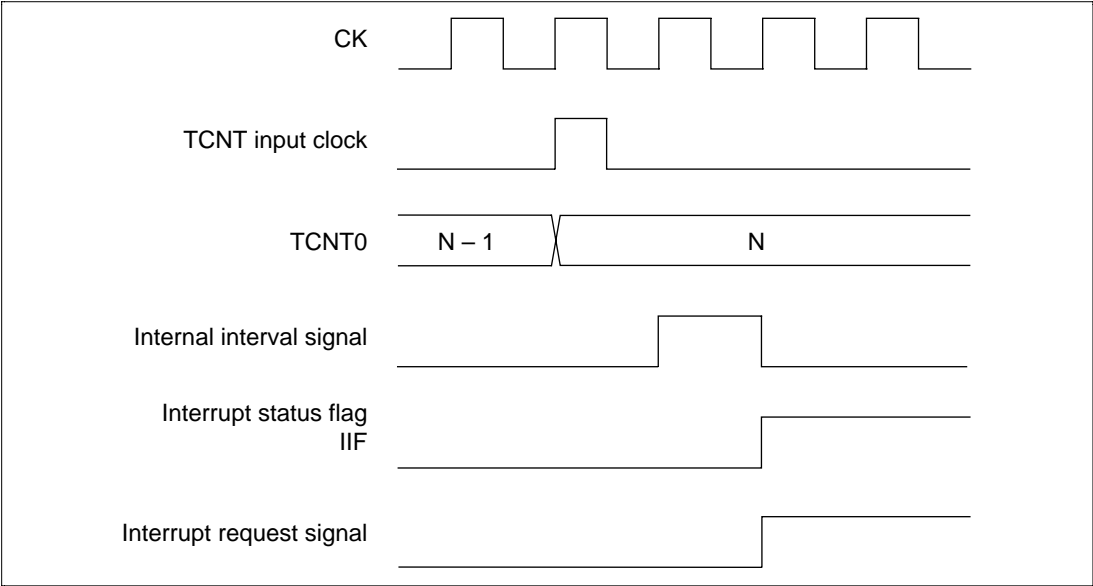 CK
TCNT input clock
TCNT0
N – 1
N
Internal interval signal
Interrupt status flag
IIF
Interrupt request signal